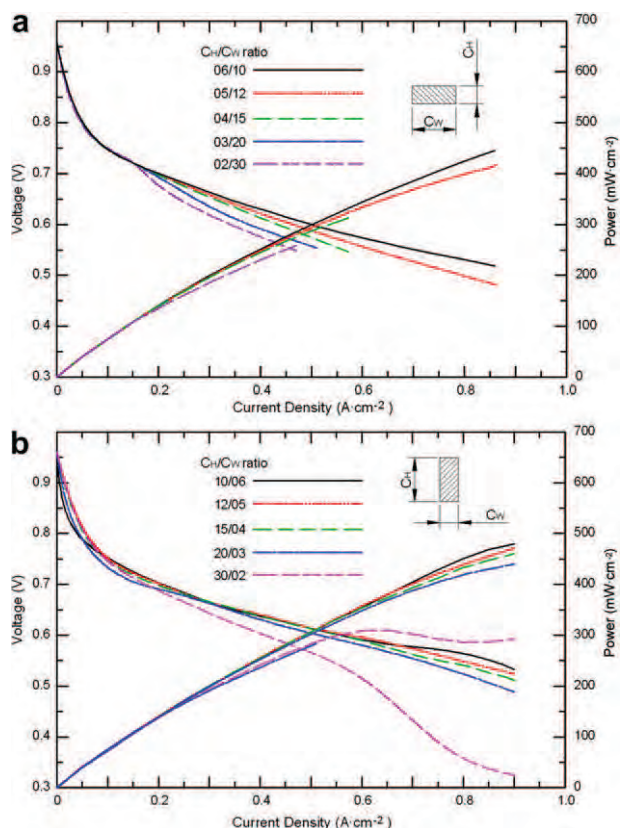 a
CH/CW ratio
06/10
05/12
04/15
03/20
02/30
CH
CW
0.9
0.8
0.7
0.6
0.5
0.4
0.3
Voltage (V)
700
600
500
400
300
200
100
0
Power (mW·cm-2)
0 0.2 0.4 0.6 0.8 1.0
Current Density (A·cm-2 )
b
CH/CW ratio
10/06
12/05
15/04
20/03
30/02
CH
CW
1.0
0.9
0.8
0.7
0.6
0.5
0.4
0.3
Voltage (V)
700
600
500
400
300
200
100
0
Power (mW·cm-2)
0 0.2 0.4 0.6 0.8 1.0
Current Density (A·cm-2 )